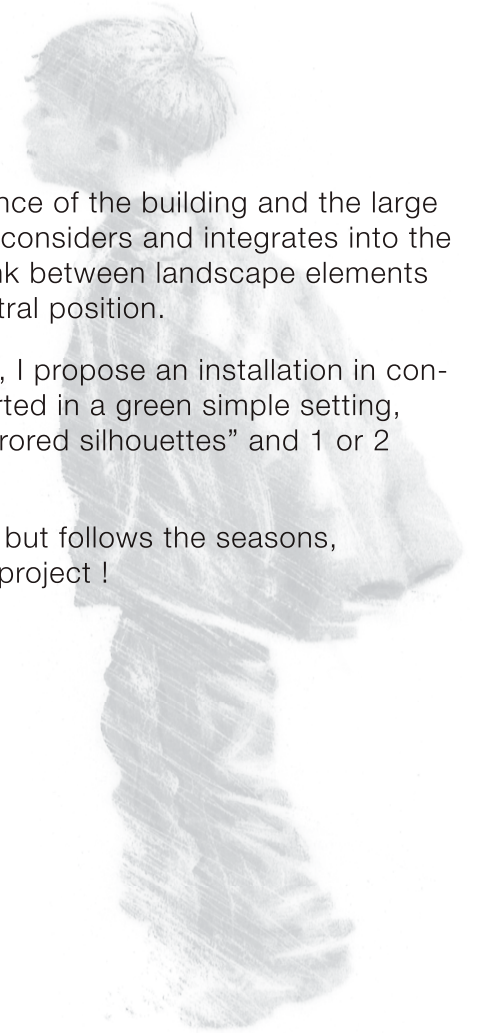 nce of the building and the large
considers and integrates into the
nk between landscape elements
tral position.
, I propose an installation in con-
rted in a green simple setting,
rored silhouettes” and 1 or 2
but follows the seasons,
project !